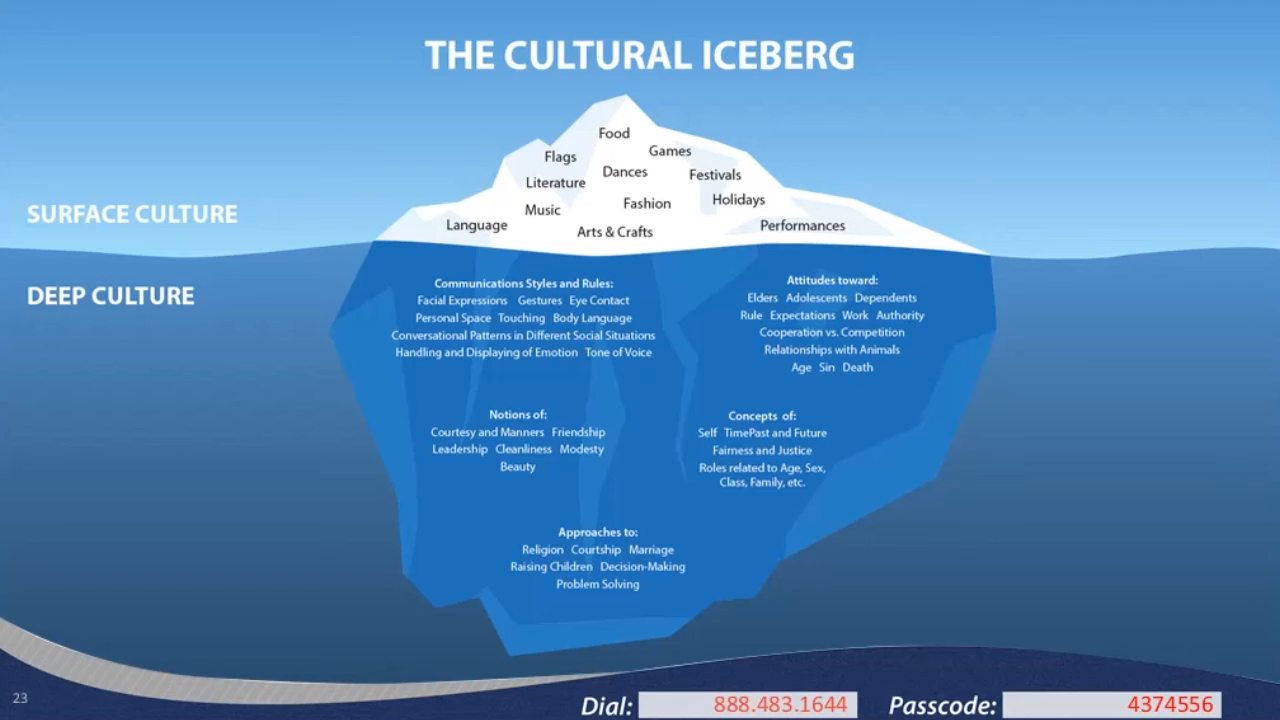 THE CULTURAL ICEBERG
Food
Games
Flags
Dances
Festivals
Literature
Holidays
Fashion
Music
Language
Performances
Arts & Crafts
SURFACE CULTURE
DEEP CULTURE
Communications Styles and Rules:
Facial Expressions Gestures Eye Contact
Personal Space Touching Body Language
Conversational Patterns in Different Social Situations
Handling and Displaying of Emotion Tone of Voice
Attitudes toward:
Elders Adolescents Dependents
Rule Expectations Work Authority
Cooperation vs. Competition
Relationships with Animals
Age Sin Death
Notions of:
Courtesy and Manners Friendship
Leadership Cleanliness Modesty
Beauty
Concepts of:
Self TimePast and Future
Fairness and Justice
Roles related to Age, Sex,
Class, Family, etc.
Approaches to:
Religion Courtship Marriage
Raising Children Decision-Making
Problem Solving
23
Dial: 888.483.1644 Passcode: 4374556